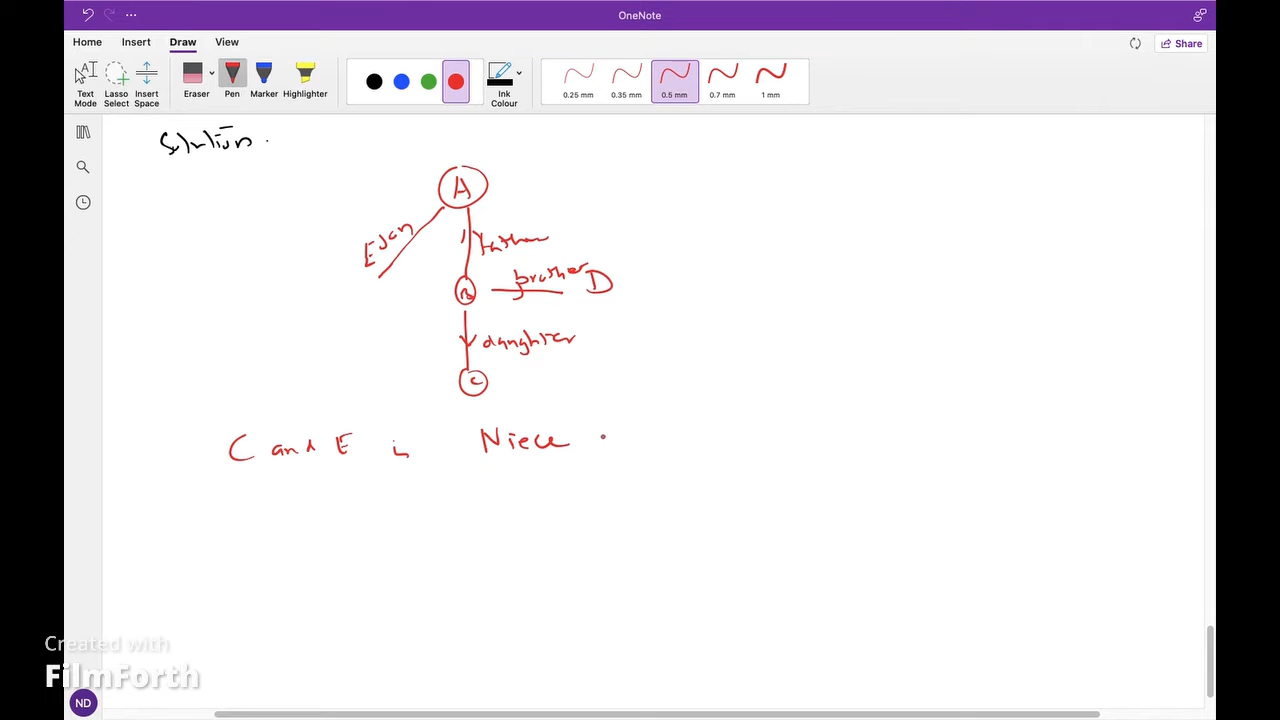 OneNote
Home Insert Draw View
Share
Text Mode
Lasso Select
Insert Space
Eraser
Pen
Marker
Highlighter
Ink Colour
0.25 mm
0.35 mm
0.5 mm
0.7 mm
1 mm
Solution.
A
E son
father
B brother D
daughter
C
C and E is Niece
Created with
FilmForth
ND